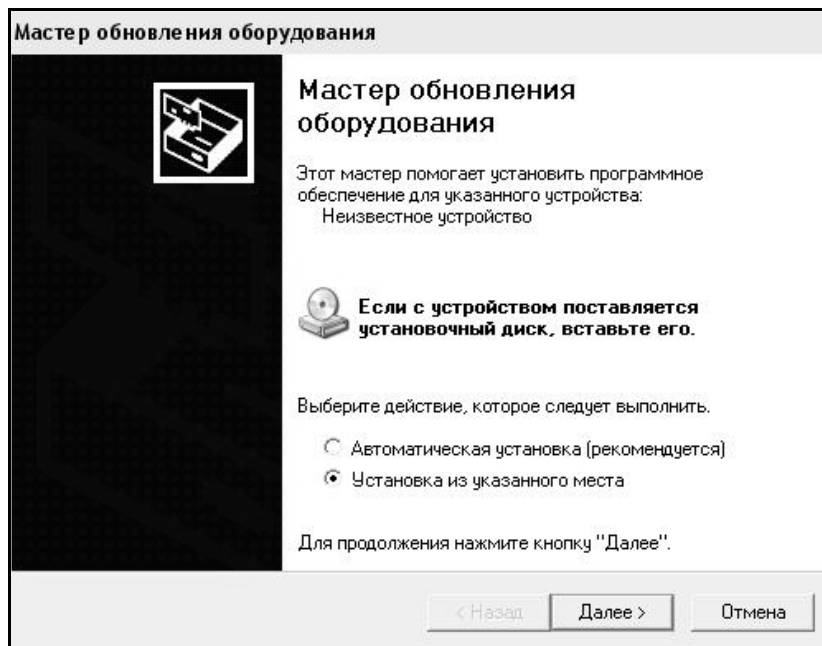 Мастер обновления оборудования
Мастер обновления
оборудования
Этот мастер помогает установить программное
обеспечение для указанного устройства:
Неизвестное устройство
Если с устройством поставляется
установочный диск, вставьте его.
Выберите действие, которое следует выполнить.
Автоматическая установка (рекомендуется)
Установка из указанного места
Для продолжения нажмите кнопку "Далее".
< Назад Далее > Отмена